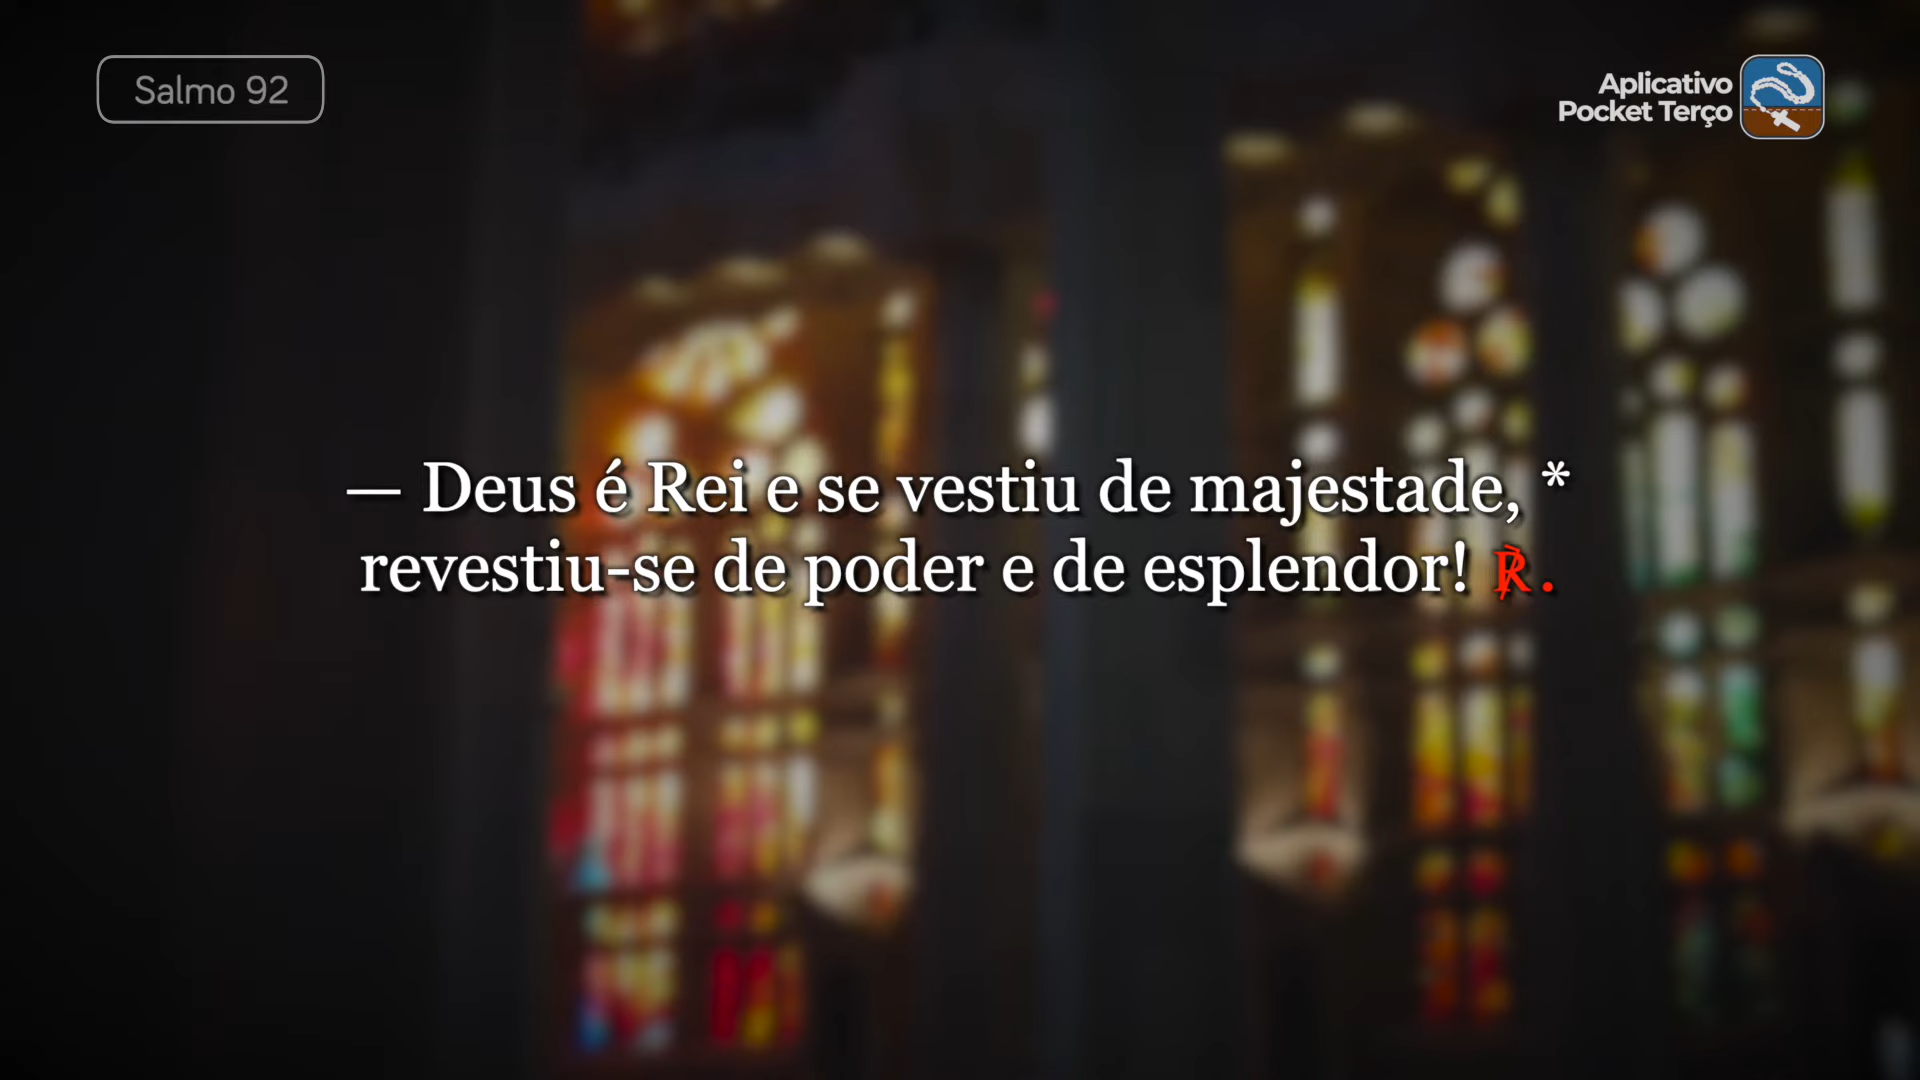 Salmo 92
Aplicativo
Pocket Terço
— Deus é Rei e se vestiu de majestade, *
revestiu-se de poder e de esplendor! ℟.